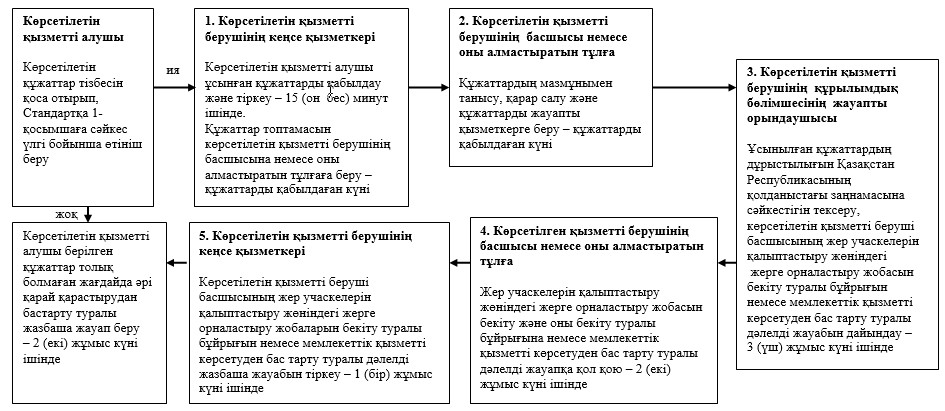 Көрсетілетін
қызметті алушы
Көрсетілетін
құжаттар тізбесін
қоса отырып,
Стандартқа 1-
қосымшаға сәйкес
үлгі бойынша өтініш
беру
ия
1. Көрсетілетін қызметті
берушінің кеңсе қызметкері
Көрсетілетін қызметті алушы
ұсынған құжаттарды қабылдау
және тіркеу – 15 (он бес) минут
ішінде.
Құжаттар топтамасын
көрсетілетін қызметті берушінің
басшысына немесе оны
алмастыратын тұлғаға беру –
құжаттарды қабылдаған күні
2. Көрсетілетін қызметті
берушінің басшысы немесе
оны алмастыратын тұлға
Құжаттардың мазмұнымен
танысу, қарар салу және
құжаттарды жауапты
қызметкерге беру – құжаттарды
қабылдаған күні
3. Көрсетілетін қызметті
берушінің құрылымдық
бөлімшесінің жауапты
орындаушысы
Ұсынылған құжаттардың
дұрыстылығын Қазақстан
Республикасының
қолданыстағы заңнамасына
сәйкестігін тексеру,
көрсетілетін қызметті беруші
басшысының жер учаскелерін
қалыптастыру жөніндегі
жерге орналастыру жобасын
бекіту туралы бұйрығын
немесе мемлекеттік қызметті
көрсетуден бас тарту туралы
дәлелді жауабын дайындау –
3 (үш) жұмыс күні ішінде
жоқ
Көрсетілетін қызметті
алушы берілген
құжаттар толық
болмаған жағдайда әрі
қарай қарастырудан
бастарту туралы
жазбаша жауап беру
– 2 (екі) жұмыс күні
ішінде
5. Көрсетілетін қызметті берушінің
кеңсе қызметкері
Көрсетілетін қызметті беруші
басшысының жер учаскелерін
қалыптастыру жөніндегі жерге
орналастыру жобаларын бекіту туралы
бұйрығын немесе мемлекеттік қызметті
көрсетуден бас тарту туралы дәлелді
жазбаша жауабын тіркеу – 1 (бір) жұмыс
күні ішінде
4. Көрсетілген қызметті берушінің
басшысы немесе оны алмастыратын
тұлға
Жер учаскелерін қалыптастыру
жөніндегі жерге орналастыру жобасын
бекіту және оны бекіту туралы
бұйрығына немесе мемлекеттік
қызметті көрсетуден бас тарту туралы
дәлелді жауапқа қол қою – 2 (екі)
жұмыс күні ішінде